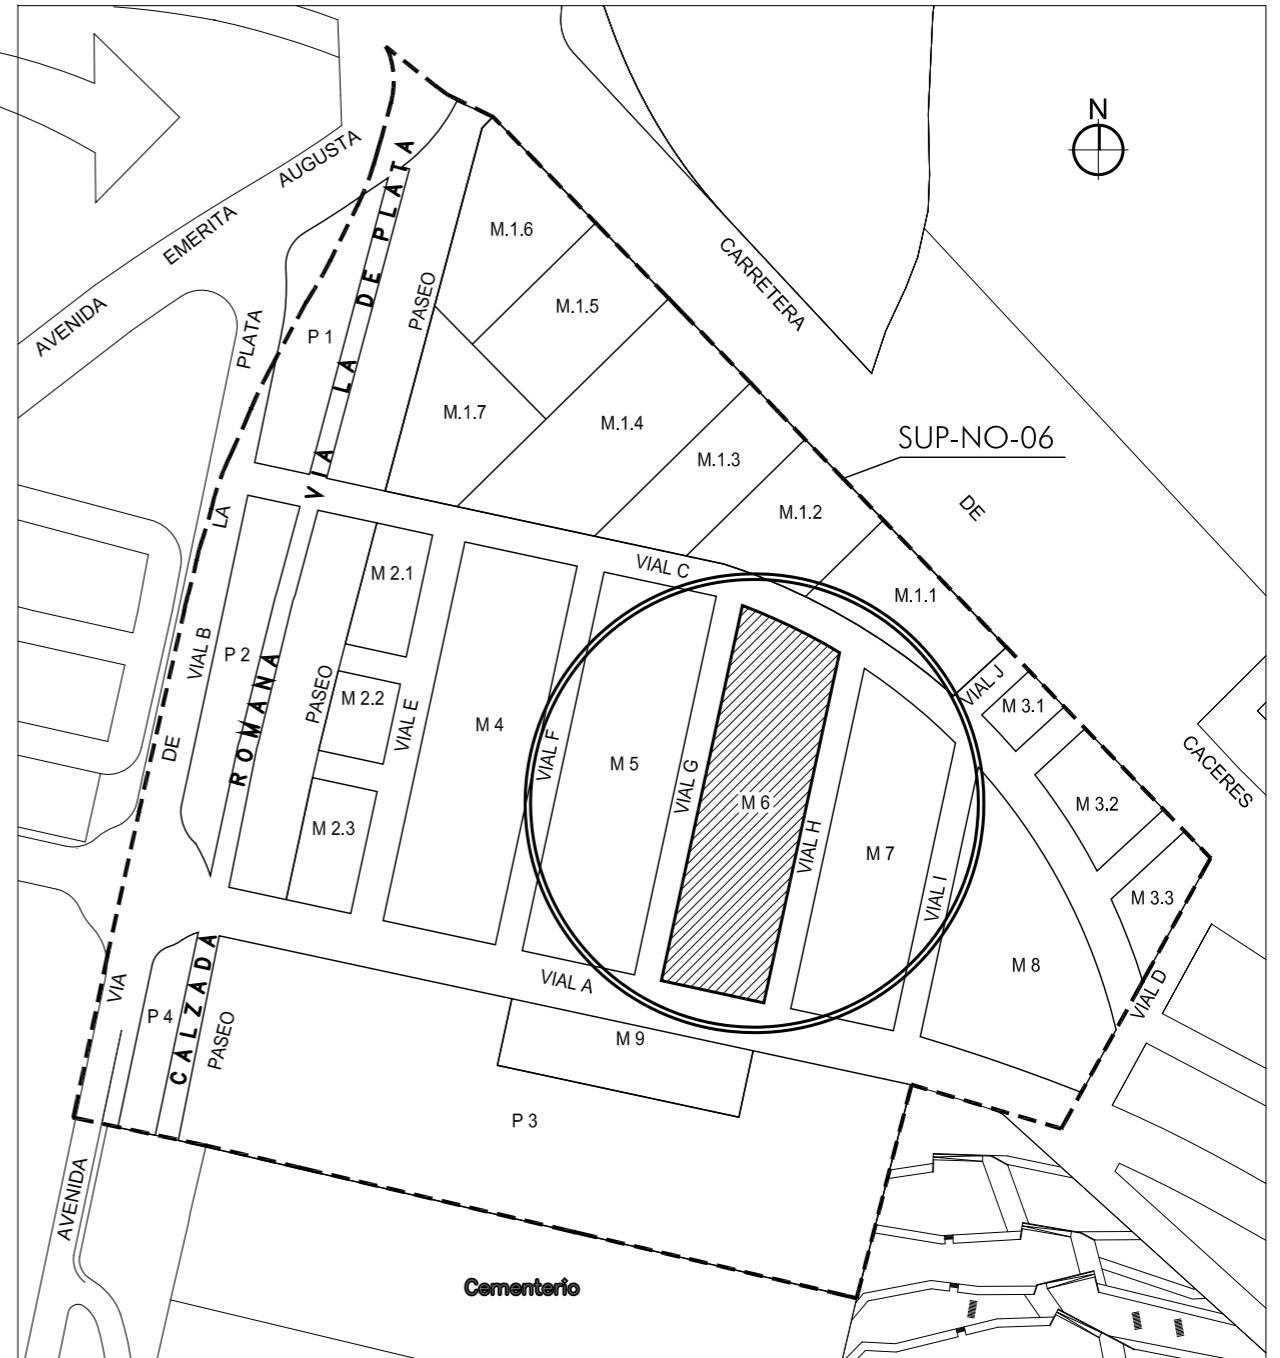 N
AVENIDA EMERITA AUGUSTA
M.1.6
M.1.5
M.1.7
M.1.4
M.1.3
M.1.2
M.1.1
P 1
PASEO
VIA LA DE PLATA
CARRETERA DE CACERES
SUP-NO-06
AVENIDA VIA DE LA PLATA
VIAL C
M 2.1
M 2.2
M 2.3
P 2
VIAL B
PASEO
VIAL E
M 4
VIAL F
M 5
VIAL G
M 6
VIAL H
M 7
VIAL I
M 8
VIAL J
M 3.1
M 3.2
M 3.3
VIAL D
CALZADA ROMANA
P 4
PASEO
VIAL A
M 9
P 3
Cementerio